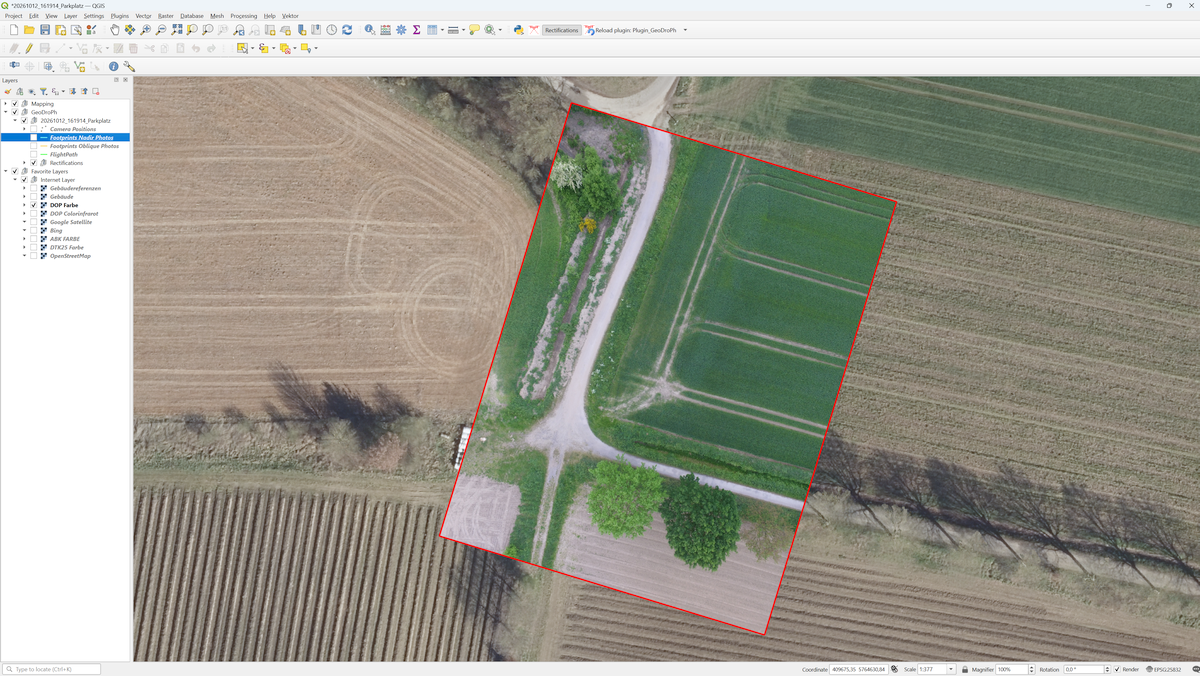 *20261012_161914_Parkplatz — QGIS
Project Edit View Layer Settings Plugins Vector Raster Database Mesh Processing Help Vektor
Rectifications Reload plugin: Plugin_GeoDroPh
Layers
Mapping
GeoDroPh
20261012_161914_Parkplatz
Camera Positions
Footprints Nadir Photos
Footprints Oblique Photos
FlightPath
Rectifications
Favorite Layers
Internet Layer
Gebäudereferenzen
Gebäude
DOP Farbe
DOP Colorinfrarot
Google Satellite
Bing
ABK FARBE
DTK25 Farbe
OpenStreetMap
Type to locate (Ctrl+K) Coordinate 409675,35 5764630,84 Scale 1:377 Magnifier 100% Rotation 0,0 ° Render